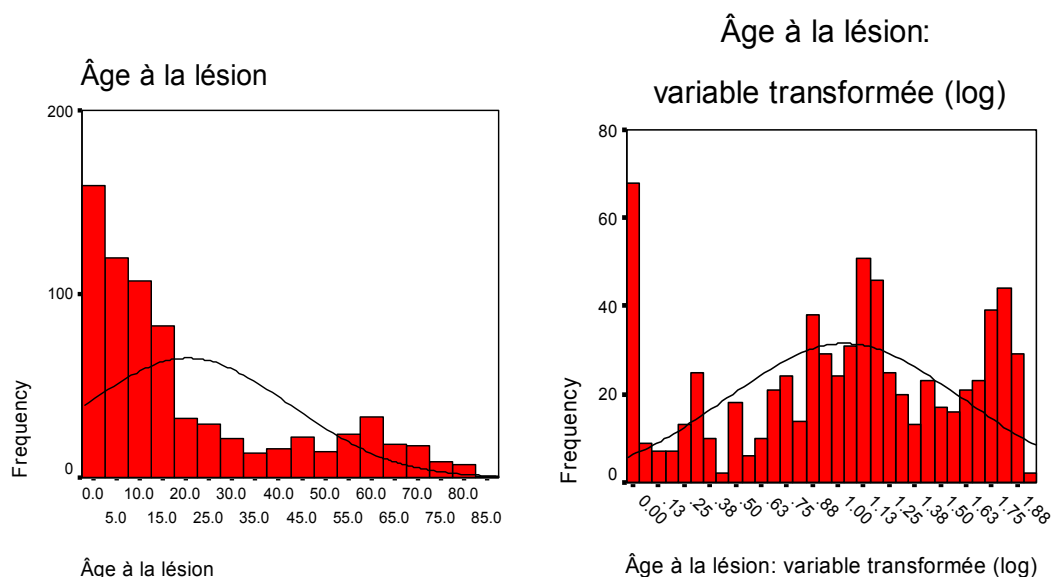 Âge à la lésion
200
100
0
Frequency
0.0 10.0 20.0 30.0 40.0 50.0 60.0 70.0 80.0
5.0 15.0 25.0 35.0 45.0 55.0 65.0 75.0 85.0
Âge à la lésion
Âge à la lésion:
variable transformée (log)
80
60
40
20
0
Frequency
0.00 .13 .25 .38 .50 .63 .75 .88 1.00 1.13 1.25 1.38 1.50 1.63 1.75 1.88
Âge à la lésion: variable transformée (log)